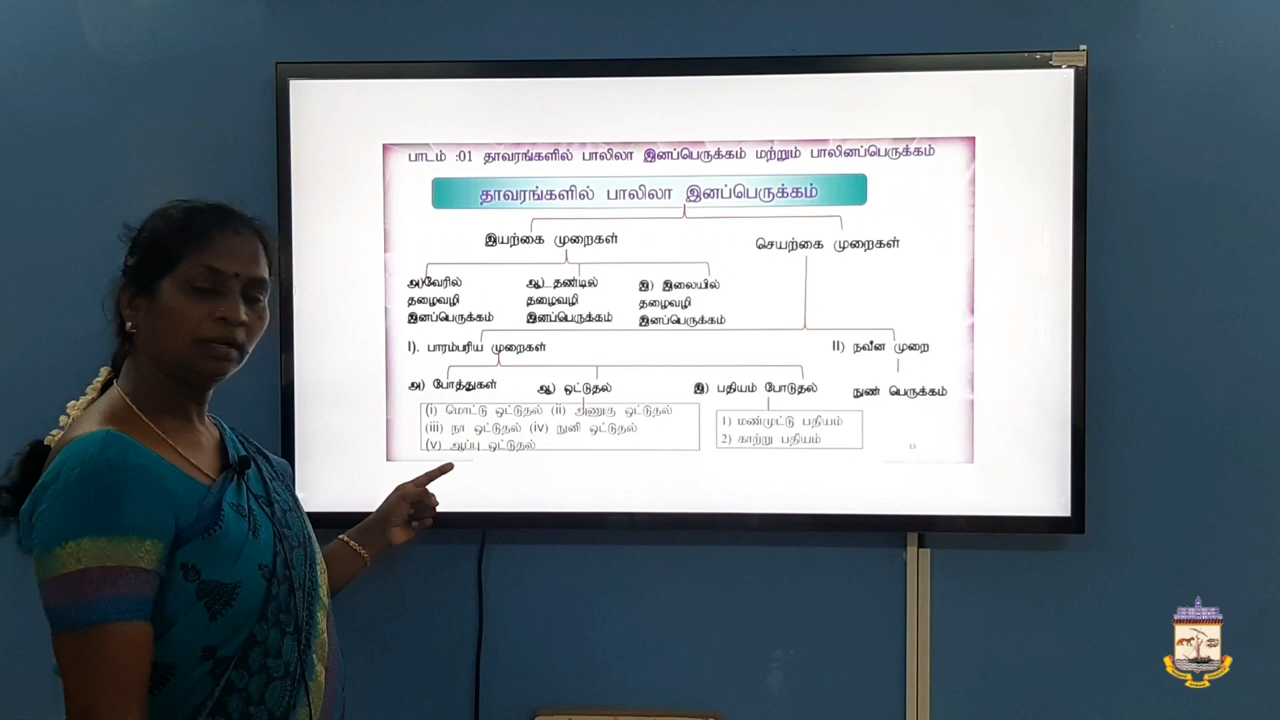 பாடம் :01 தாவரங்களில் பாலிலா இனப்பெருக்கம் மற்றும் பாலினப்பெருக்கம்
தாவரங்களில் பாலிலா இனப்பெருக்கம்
இயற்கை முறைகள்
செயற்கை முறைகள்
அ)வேரில்
தழைவழி
இனப்பெருக்கம்
ஆ) தண்டில்
தழைவழி
இனப்பெருக்கம்
இ) இலையில்
தழைவழி
இனப்பெருக்கம்
I). பாரம்பரிய முறைகள்
II) நவீன முறை
அ) போத்துகள்
ஆ) ஒட்டுதல்
இ) பதியம் போடுதல்
நுண் பெருக்கம்
(i) மொட்டு ஒட்டுதல் (ii) அணுகு ஒட்டுதல்
(iii) நா ஒட்டுதல் (iv) நுனி ஒட்டுதல்
(v) ஆப்பு ஒட்டுதல்
1) மண்முட்டு பதியம்
2) காற்று பதியம்
13